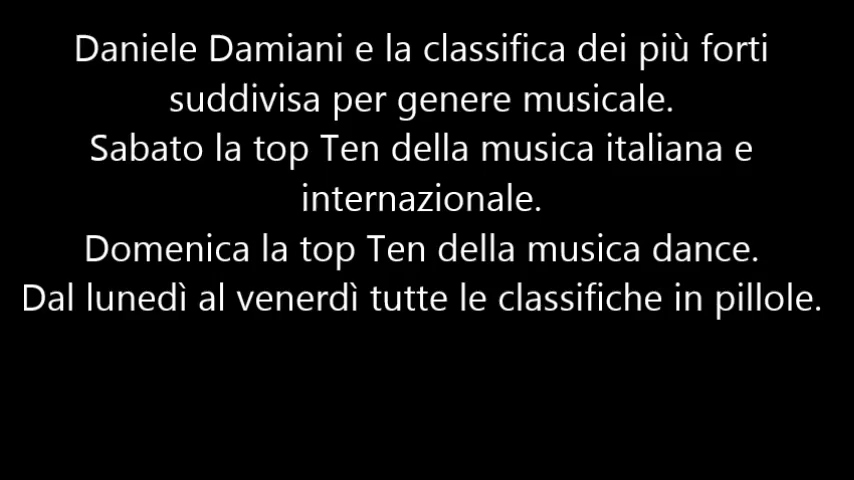 Daniele Damiani e la classifica dei più forti
suddivisa per genere musicale.
Sabato la top Ten della musica italiana e
internazionale.
Domenica la top Ten della musica dance.
Dal lunedì al venerdì tutte le classifiche in pillole.